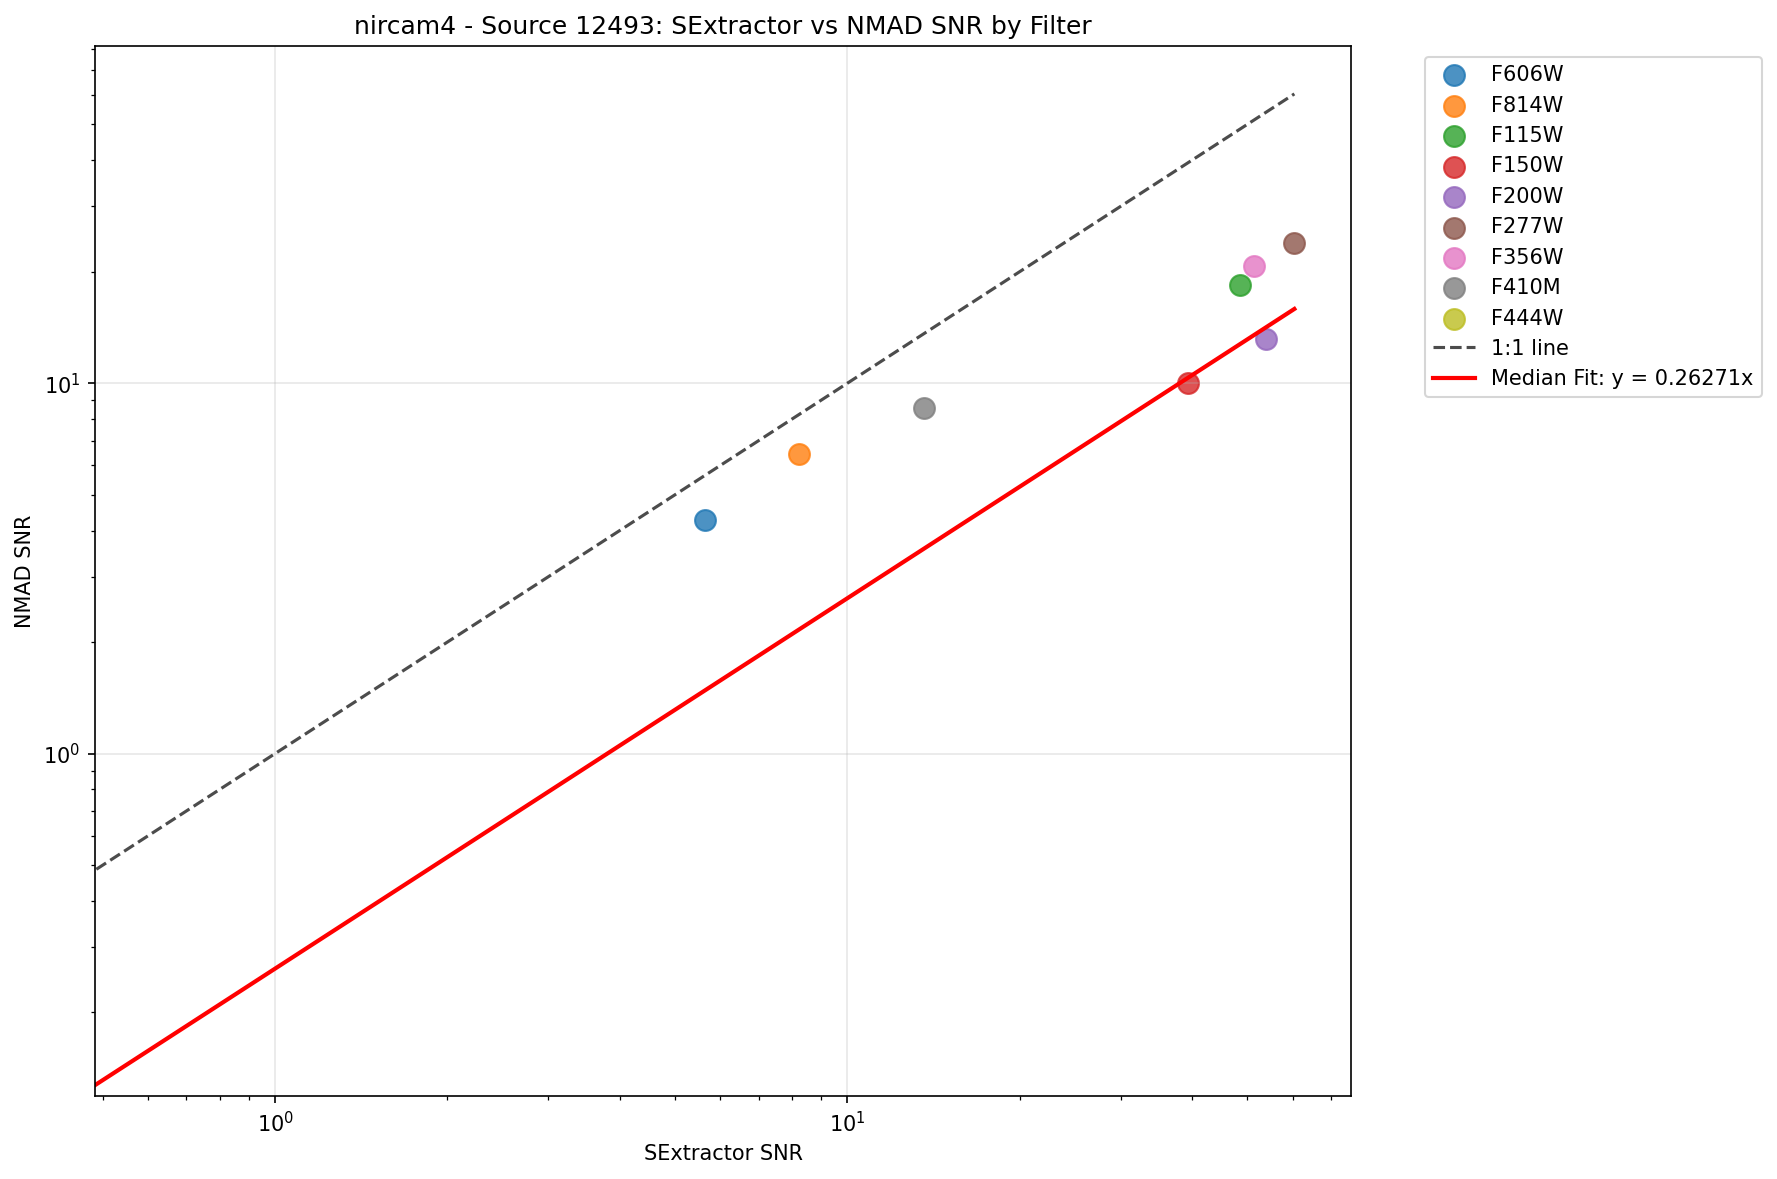 nircam4 - Source 12493: SExtractor vs NMAD SNR by Filter
F606W
F814W
F115W
F150W
F200W
F277W
F356W
F410M
F444W
1:1 line
Median Fit: y = 0.26271x
NMAD SNR
10¹
10⁰
10⁰
10¹
SExtractor SNR